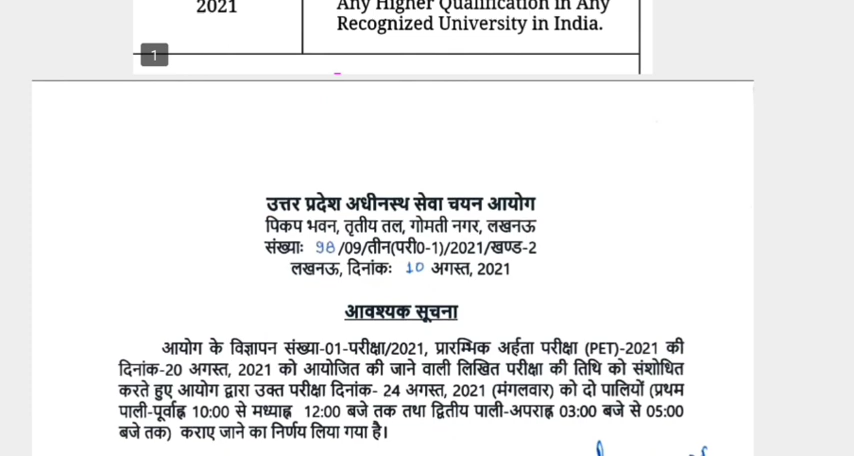 2021
Any Higher Qualification in Any
Recognized University in India.
1
उत्तर प्रदेश अधीनस्थ सेवा चयन आयोग
पिकप भवन, तृतीय तल, गोमती नगर, लखनऊ
संख्याः 98/09/तीन(परी0-1)/2021/खण्ड-2
लखनऊ, दिनांकः 10 अगस्त, 2021
आवश्यक सूचना
आयोग के विज्ञापन संख्या-01-परीक्षा/2021, प्रारम्भिक अर्हता परीक्षा (PET)-2021 की
दिनांक-20 अगस्त, 2021 को आयोजित की जाने वाली लिखित परीक्षा की तिथि को संशोधित
करते हुए आयोग द्वारा उक्त परीक्षा दिनांक- 24 अगस्त, 2021 (मंगलवार) को दो पालियों (प्रथम
पाली-पूर्वाह्न 10:00 से मध्याह्न 12:00 बजे तक तथा द्वितीय पाली-अपराह्न 03:00 बजे से 05:00
बजे तक) कराए जाने का निर्णय लिया गया है।